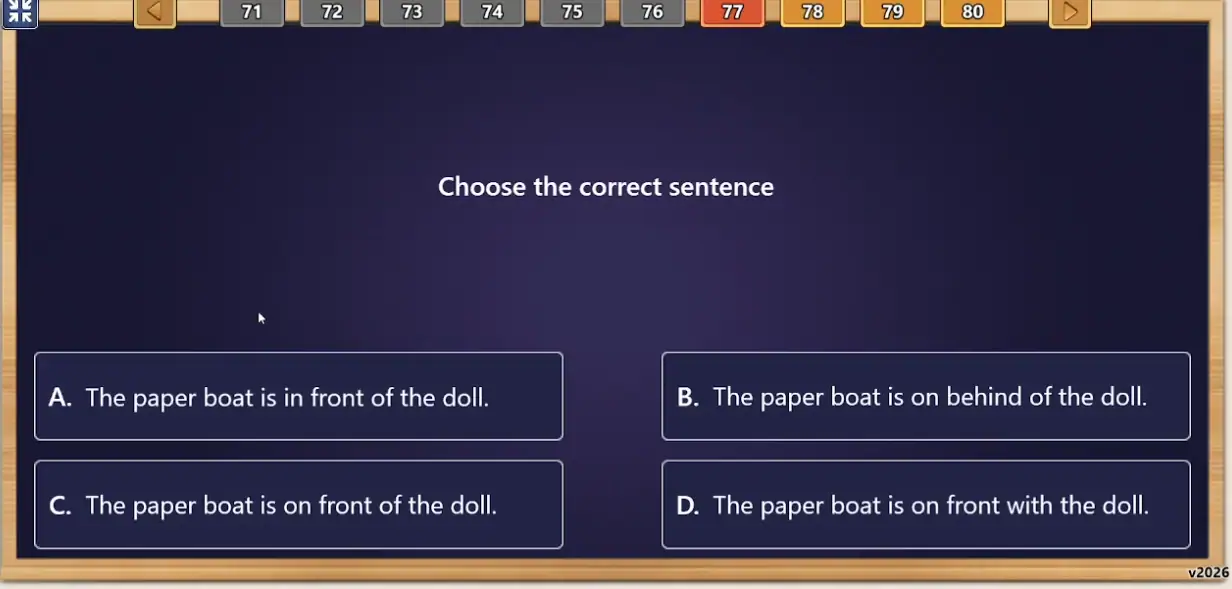 71 72 73 74 75 76 77 78 79 80
Choose the correct sentence
A. The paper boat is in front of the doll.
B. The paper boat is on behind of the doll.
C. The paper boat is on front of the doll.
D. The paper boat is on front with the doll.
v2026